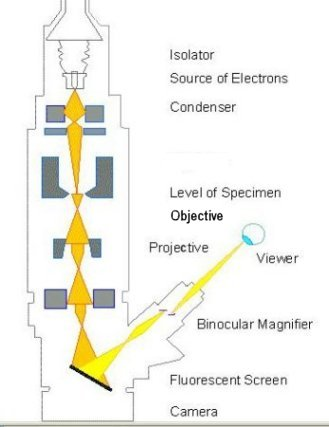 Isolator
Source of Electrons
Condenser
Level of Specimen
Objective
Projective
Viewer
Binocular Magnifier
Fluorescent Screen
Camera